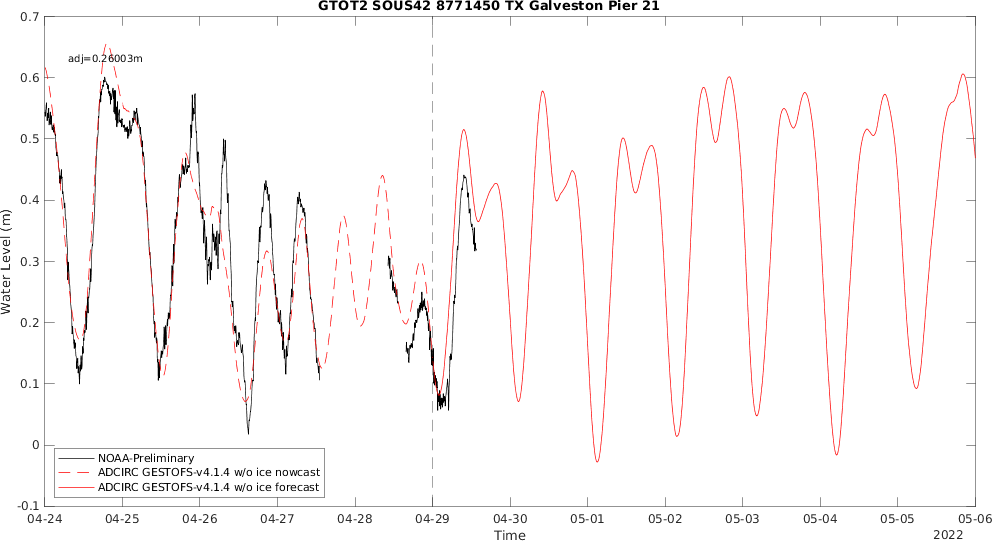 GTOT2 SOUS42 8771450 TX Galveston Pier 21
0.7
0.6
0.5
0.4
0.3
0.2
0.1
0
-0.1
Water Level (m)
adj=0.26003m
NOAA-Preliminary
ADCIRC GESTOFS-v4.1.4 w/o ice nowcast
ADCIRC GESTOFS-v4.1.4 w/o ice forecast
04-24 04-25 04-26 04-27 04-28 04-29 04-30 05-01 05-02 05-03 05-04 05-05 05-06
Time
2022